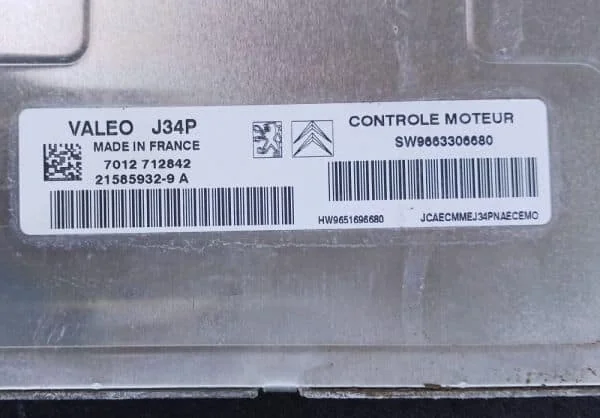 VALEO J34P
MADE IN FRANCE
7012 712842
21585932-9 A
CONTROLE MOTEUR
SW9663306680
HW9651696680 JCAECMMEJ34PNAECEMO